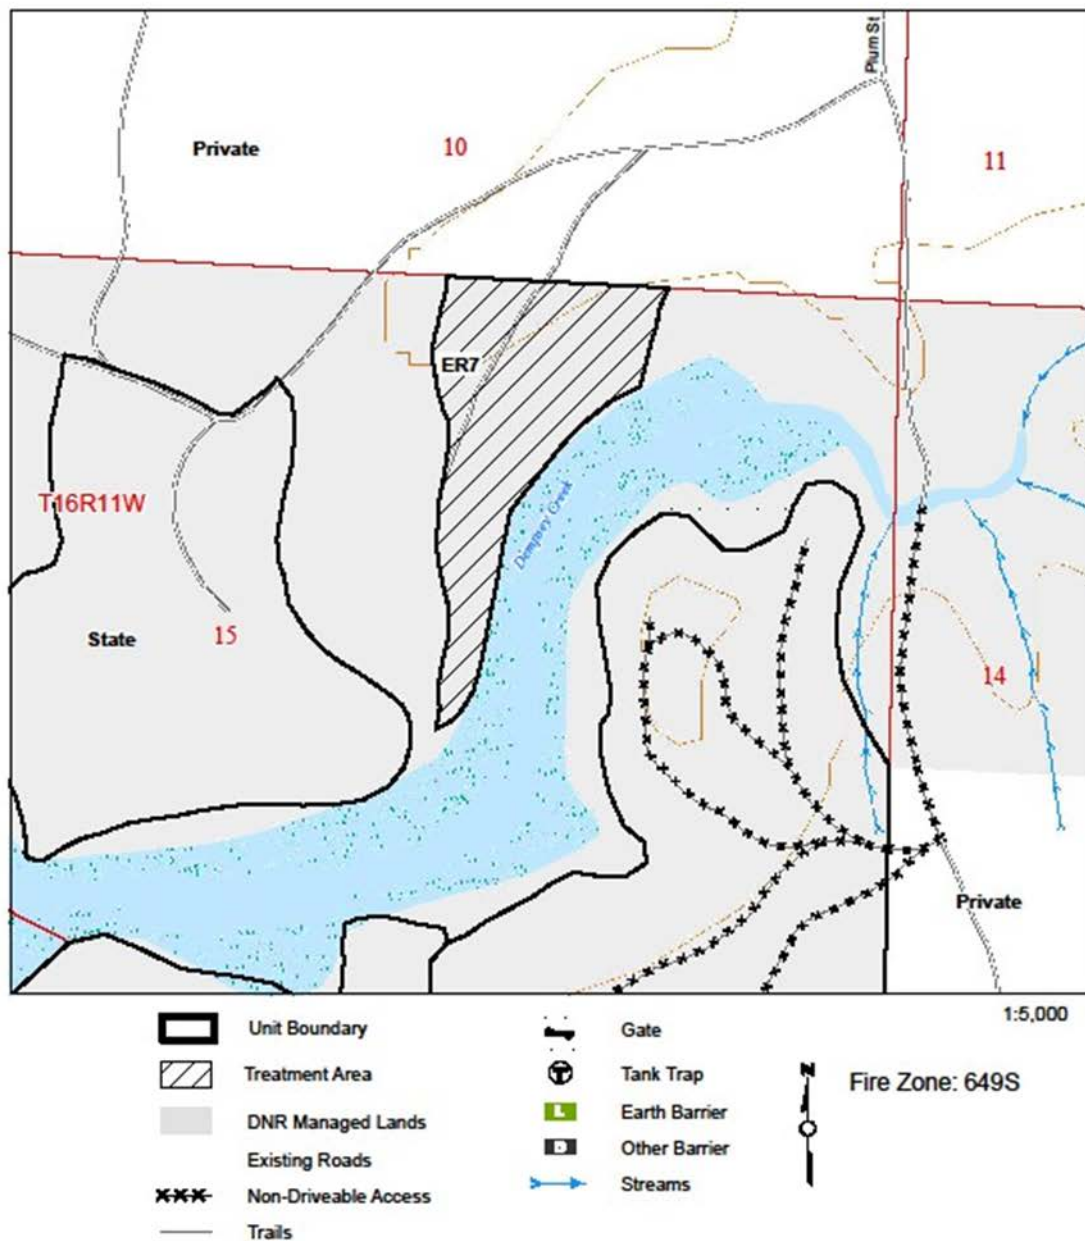 Plum St
Private
10
11
ER7
T16R11W
Dempsey Creek
State
15
14
Private
1:5,000
Unit Boundary
Treatment Area
DNR Managed Lands
Existing Roads
Non-Driveable Access
Trails
Gate
Tank Trap
Earth Barrier
Other Barrier
Streams
N
Fire Zone: 649S
T
L
D